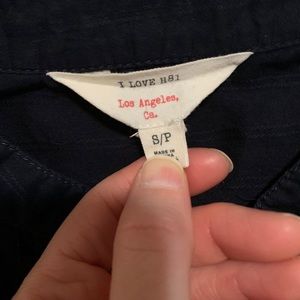 I LOVE H81
Los Angeles,
Ca.
S/P
MADE IN